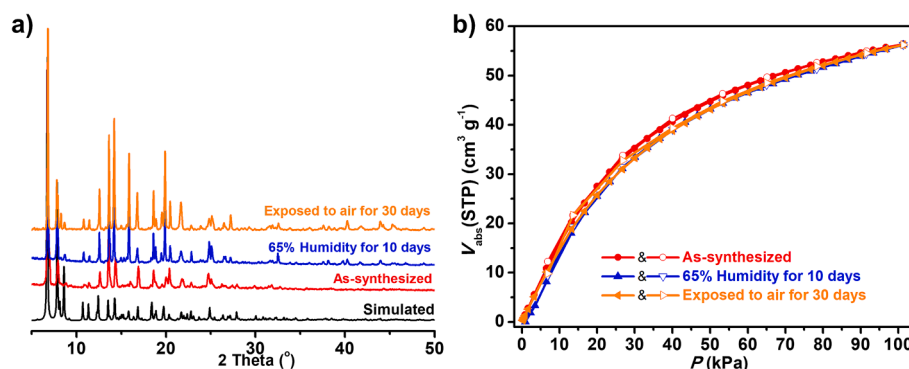 a)
Exposed to air for 30 days
65% Humidity for 10 days
As-synthesized
Simulated
10 20 30 40 50
2 Theta (°)
b)
60
50
40
30
20
10
0
V_abs(STP) (cm³ g⁻¹)
& As-synthesized
& 65% Humidity for 10 days
& Exposed to air for 30 days
0 10 20 30 40 50 60 70 80 90 100
P (kPa)